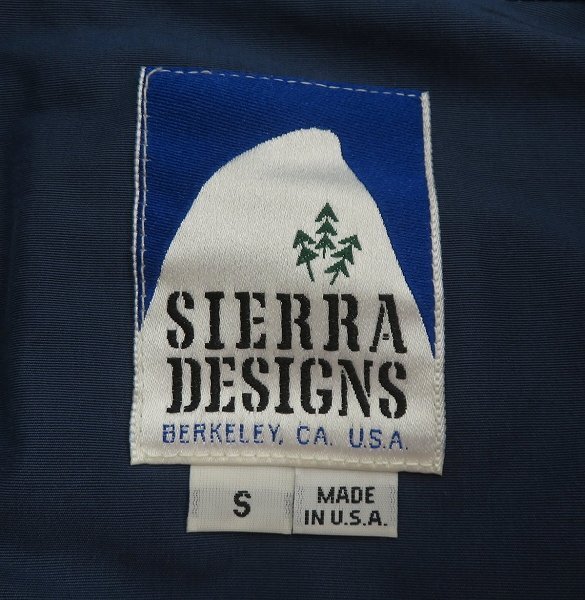 SIERRA
DESIGNS
BERKELEY, CA. U.S.A.
S
MADE
IN U.S.A.